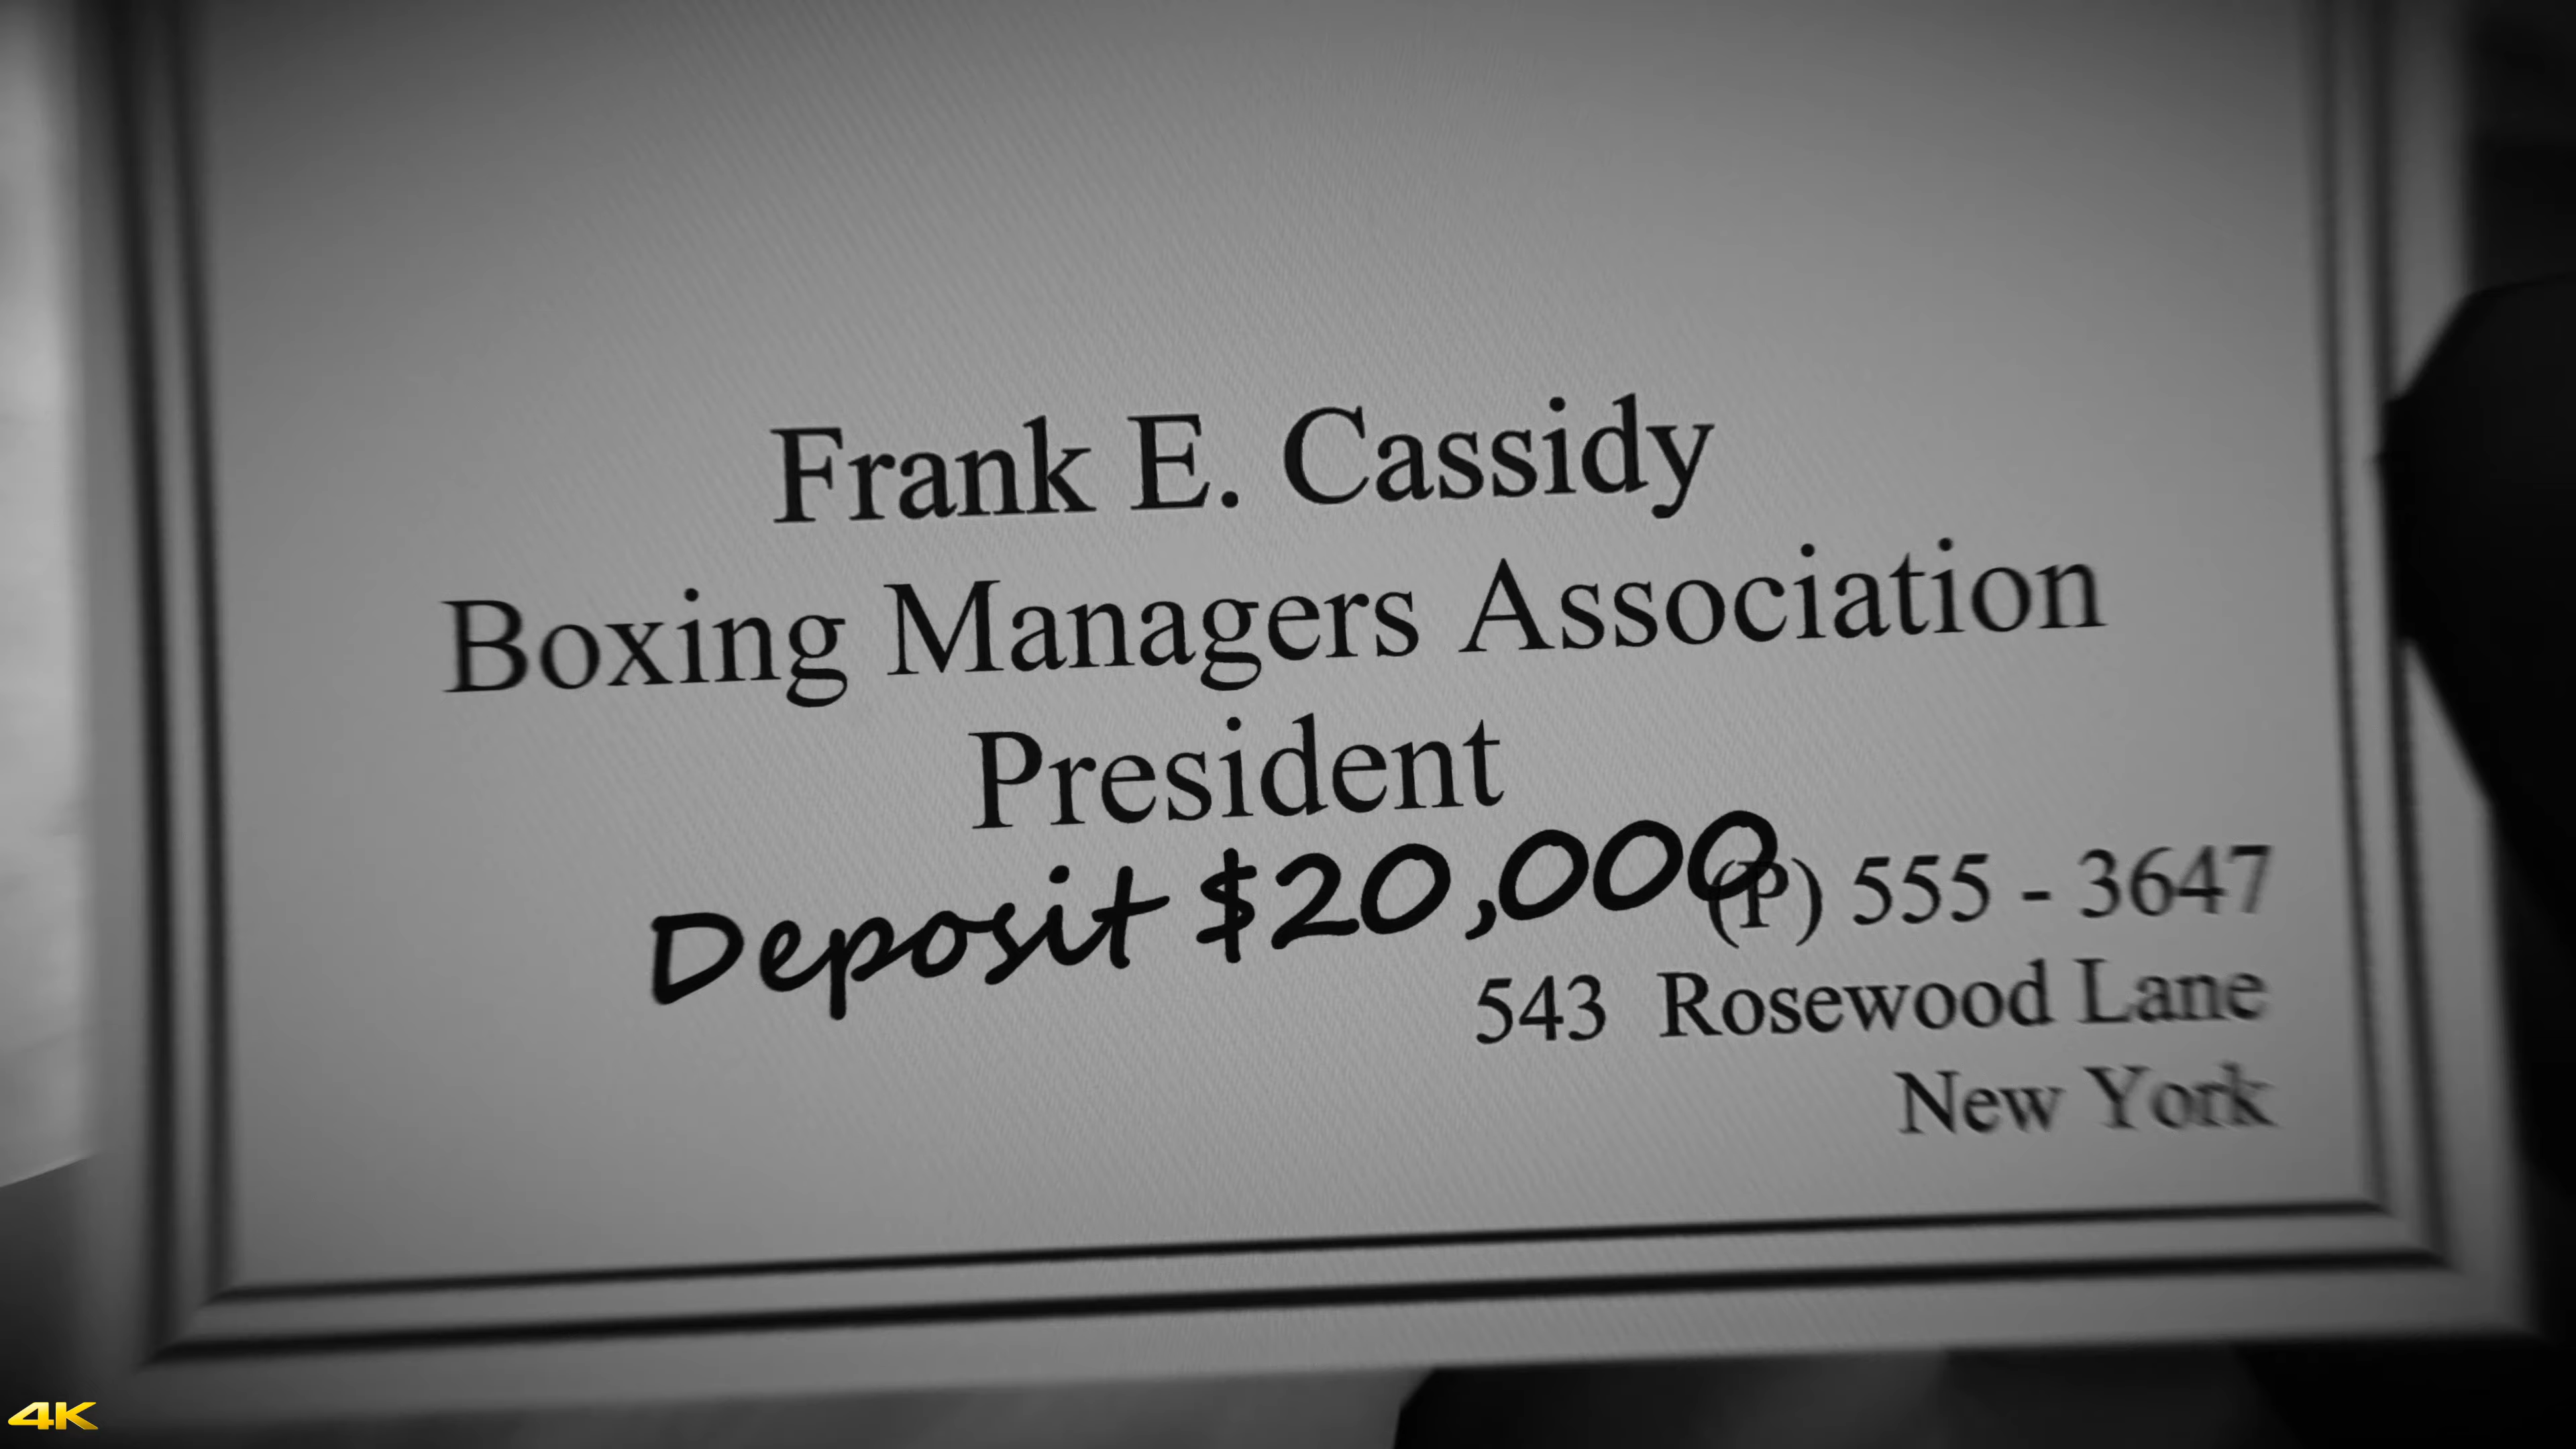 Frank E. Cassidy
Boxing Managers Association
President
Deposit $20,000
(P) 555 - 3647
543 Rosewood Lane
New York
4K